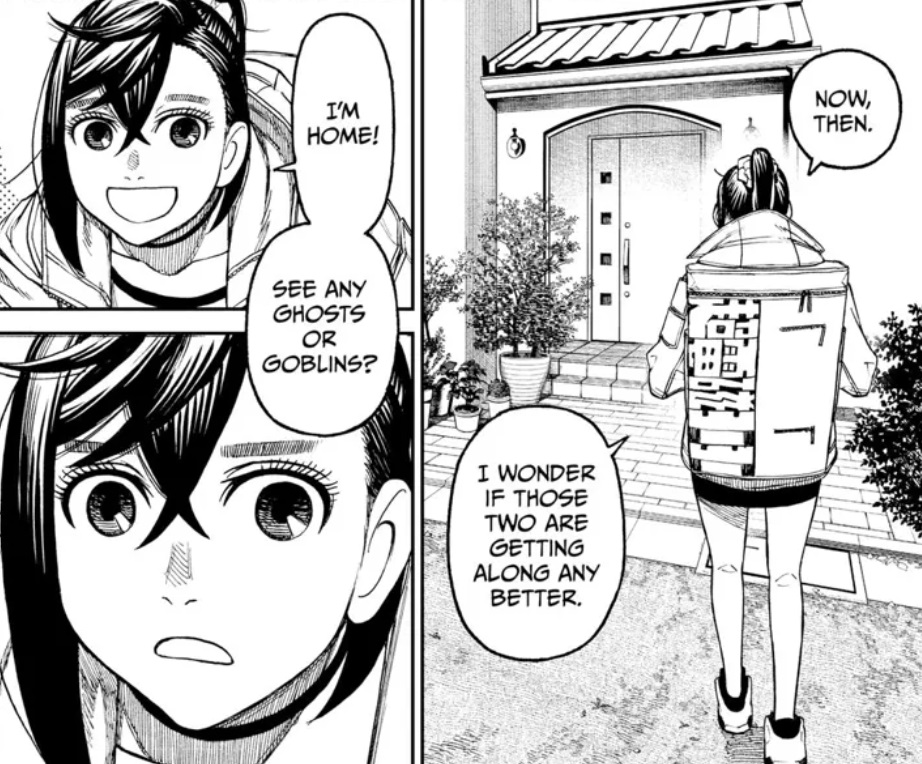 NOW,
THEN.
I WONDER
IF THOSE
TWO ARE
GETTING
ALONG ANY
BETTER.
I'M
HOME!
SEE ANY
GHOSTS
OR
GOBLINS?